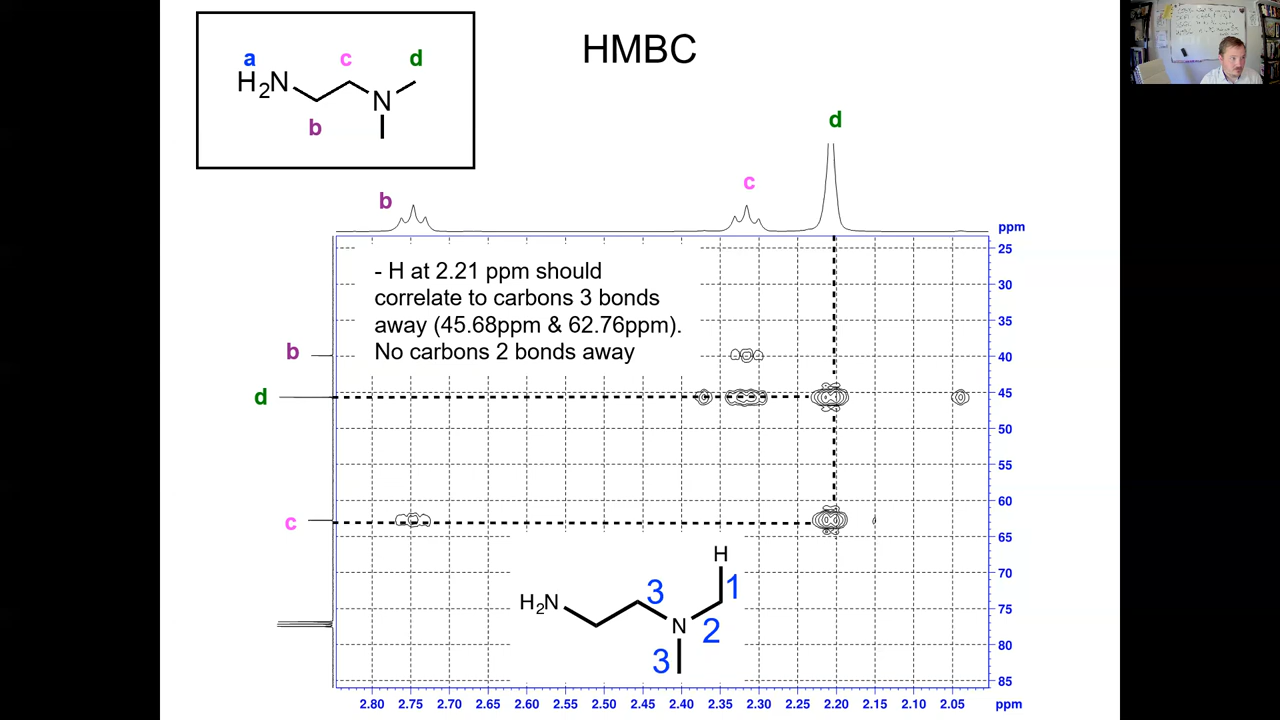 HMBC
a
c
d
H2N
N
b
d
c
b
ppm
- H at 2.21 ppm should
correlate to carbons 3 bonds
away (45.68ppm & 62.76ppm).
No carbons 2 bonds away
25
30
35
b
40
d
45
50
55
60
c
65
70
75
80
85
H
1
3
H2N
N
2
3
2.80 2.75 2.70 2.65 2.60 2.55 2.50 2.45 2.40 2.35 2.30 2.25 2.20 2.15 2.10 2.05 ppm